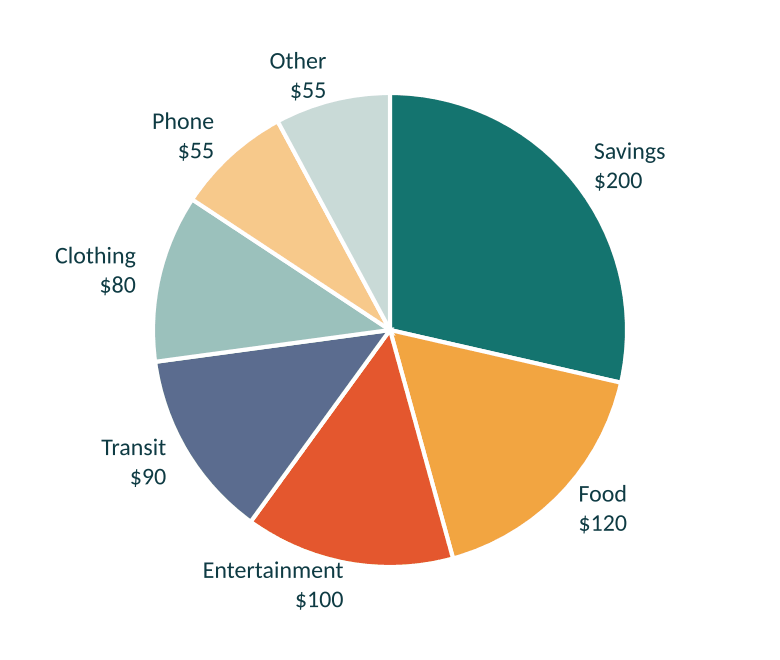 Other
$55
Savings
$200
Food
$120
Entertainment
$100
Transit
$90
Clothing
$80
Phone
$55